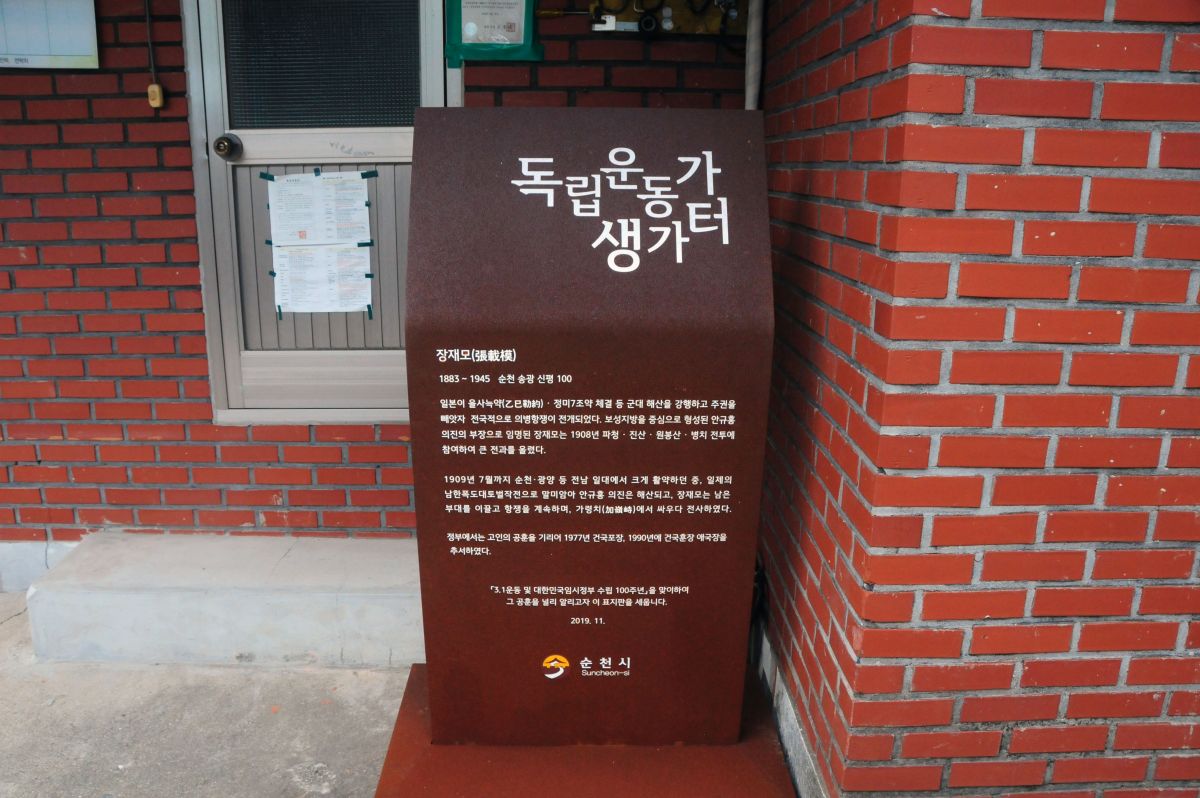 독립운동가
생가터
장재모(張載模)
1883 ~ 1945 순천 송광 신평 100
일본이 을사늑약(乙巳勒約)·정미7조약 체결 등 군대 해산을 강행하고 주권을
빼앗자 전국적으로 의병항쟁이 전개되었다. 보성지방을 중심으로 형성된 안규홍
의진의 부장으로 임명된 장재모는 1908년 파청·진산·원봉산·병치 전투에
참여하여 큰 전과를 올렸다.
1909년 7월까지 순천·광양 등 전남 일대에서 크게 활약하던 중, 일제의
남한폭도대토벌작전으로 말미암아 안규홍 의진은 해산되고, 장재모는 남은
부대를 이끌고 항쟁을 계속하며, 가령치(加嶺峙)에서 싸우다 전사하였다.
정부에서는 고인의 공훈을 기리어 1977년 건국포장, 1990년에 건국훈장 애국장을
추서하였다.
「3.1운동 및 대한민국임시정부 수립 100주년」을 맞이하여
그 공훈을 널리 알리고자 이 표지판을 세웁니다.
2019. 11.
순천시
Suncheon-si